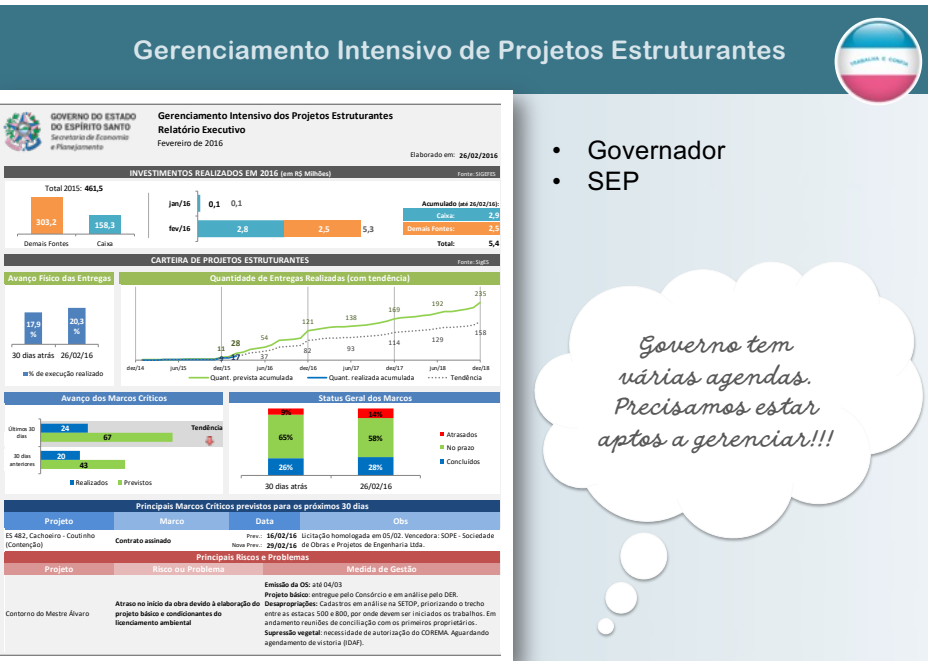 Gerenciamento Intensivo de Projetos Estruturantes
TRABALHA E CONFIA
GOVERNO DO ESTADO
DO ESPÍRITO SANTO
Secretaria de Economia
e Planejamento
Gerenciamento Intensivo dos Projetos Estruturantes
Relatório Executivo
Fevereiro de 2016
Elaborado em: 26/02/2016
INVESTIMENTOS REALIZADOS EM 2016 (em R$ Milhões)
Fonte: SIGEFES
Total 2015: 461,5
303,2
158,3
Demais Fontes
Caixa
jan/16
0,1
0,1
fev/16
2,8
2,5
5,3
Acumulado (até 26/02/16):
Caixa: 2,9
Demais Fontes: 2,5
Total: 5,4
CARTEIRA DE PROJETOS ESTRUTURANTES
Fonte: SigES
Avanço Físico das Entregas
17,9
%
20,3
%
30 dias atrás
26/02/16
% de execução realizado
Quantidade de Entregas Realizadas (com tendência)
235
192
169
138
121
54
28
11
17
37
82
93
114
129
158
dez/14
jun/15
dez/15
jun/16
dez/16
jun/17
dez/17
jun/18
dez/18
Quant. prevista acumulada
Quant. realizada acumulada
Tendência
Avanço dos Marcos Críticos
Últimos 30
dias
24
67
Tendência
30 dias
anteriores
20
43
Realizados
Previstos
Status Geral dos Marcos
9%
65%
26%
14%
58%
28%
30 dias atrás
26/02/16
Atrasados
No prazo
Concluídos
Principais Marcos Críticos previstos para os próximos 30 dias
Projeto
Marco
Data
Obs
ES 482, Cachoeiro - Coutinho
(Contenção)
Contrato assinado
Prev.: 16/02/16
Nova Prev.: 29/02/16
Licitação homologada em 05/02. Vencedora: SOPE - Sociedade
de Obras e Projetos de Engenharia Ltda.
Principais Riscos e Problemas
Projeto
Risco ou Problema
Medida de Gestão
Contorno do Mestre Álvaro
Atraso no início da obra devido à elaboração do
projeto básico e condicionantes do
licenciamento ambiental
Emissão da OS: até 04/03
Projeto básico: entregue pelo Consórcio e em análise pelo DER.
Desapropriações: Cadastros em análise na SETOP, priorizando o trecho
entre as estacas 500 e 800, por onde devem ser iniciados os trabalhos. Em
andamento reuniões de conciliação com os primeiros proprietários.
Supressão vegetal: necessidade de autorização do COREMA. Aguardando
agendamento de vistoria (IDAF).
• Governador
• SEP
Governo tem
várias agendas.
Precisamos estar
aptos a gerenciar!!!